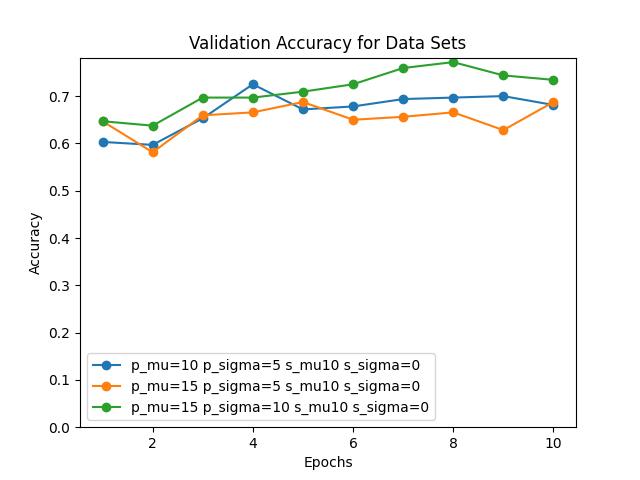 Validation Accuracy for Data Sets
Accuracy
0.7
0.6
0.5
0.4
0.3
0.2
0.1
0.0
p_mu=10 p_sigma=5 s_mu10 s_sigma=0
p_mu=15 p_sigma=5 s_mu10 s_sigma=0
p_mu=15 p_sigma=10 s_mu10 s_sigma=0
2 4 6 8 10
Epochs